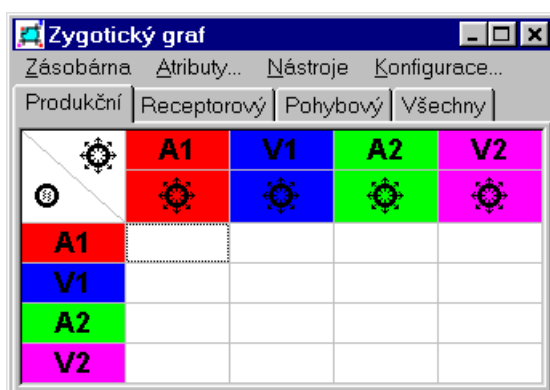 Zygotický graf
Zásobárna Atributy... Nástroje Konfigurace...
Produkční Receptorový Pohybový Všechny
A1 V1 A2 V2
A1
V1
A2
V2